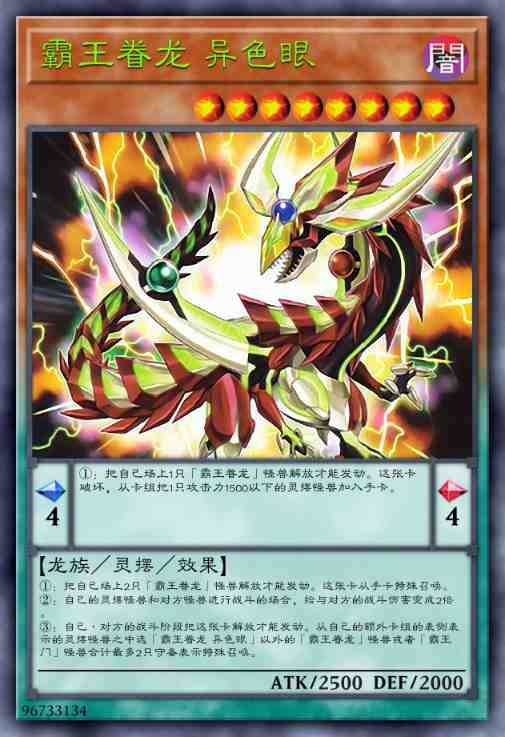 霸王眷龙 异色眼
闇
①：把自己场上1只「霸王眷龙」怪兽解放才能发动。这张卡
破坏，从卡组把1只攻击力1500以下的灵摆怪兽加入手卡。
4
4
【龙族／灵摆／效果】
①：把自己场上2只「霸王眷龙」怪兽解放才能发动。这张卡从手卡特殊召唤。
②：自己的灵摆怪兽和对方怪兽进行战斗的场合，给与对方的战斗伤害变成2倍
。
③：自己·对方的战斗阶段把这张卡解放才能发动。从自己的额外卡组的表侧表
示的灵摆怪兽之中选「霸王眷龙 异色眼」以外的「霸王眷龙」怪兽或者「霸王
门」怪兽合计最多2只守备表示特殊召唤。
ATK/2500 DEF/2000
96733134